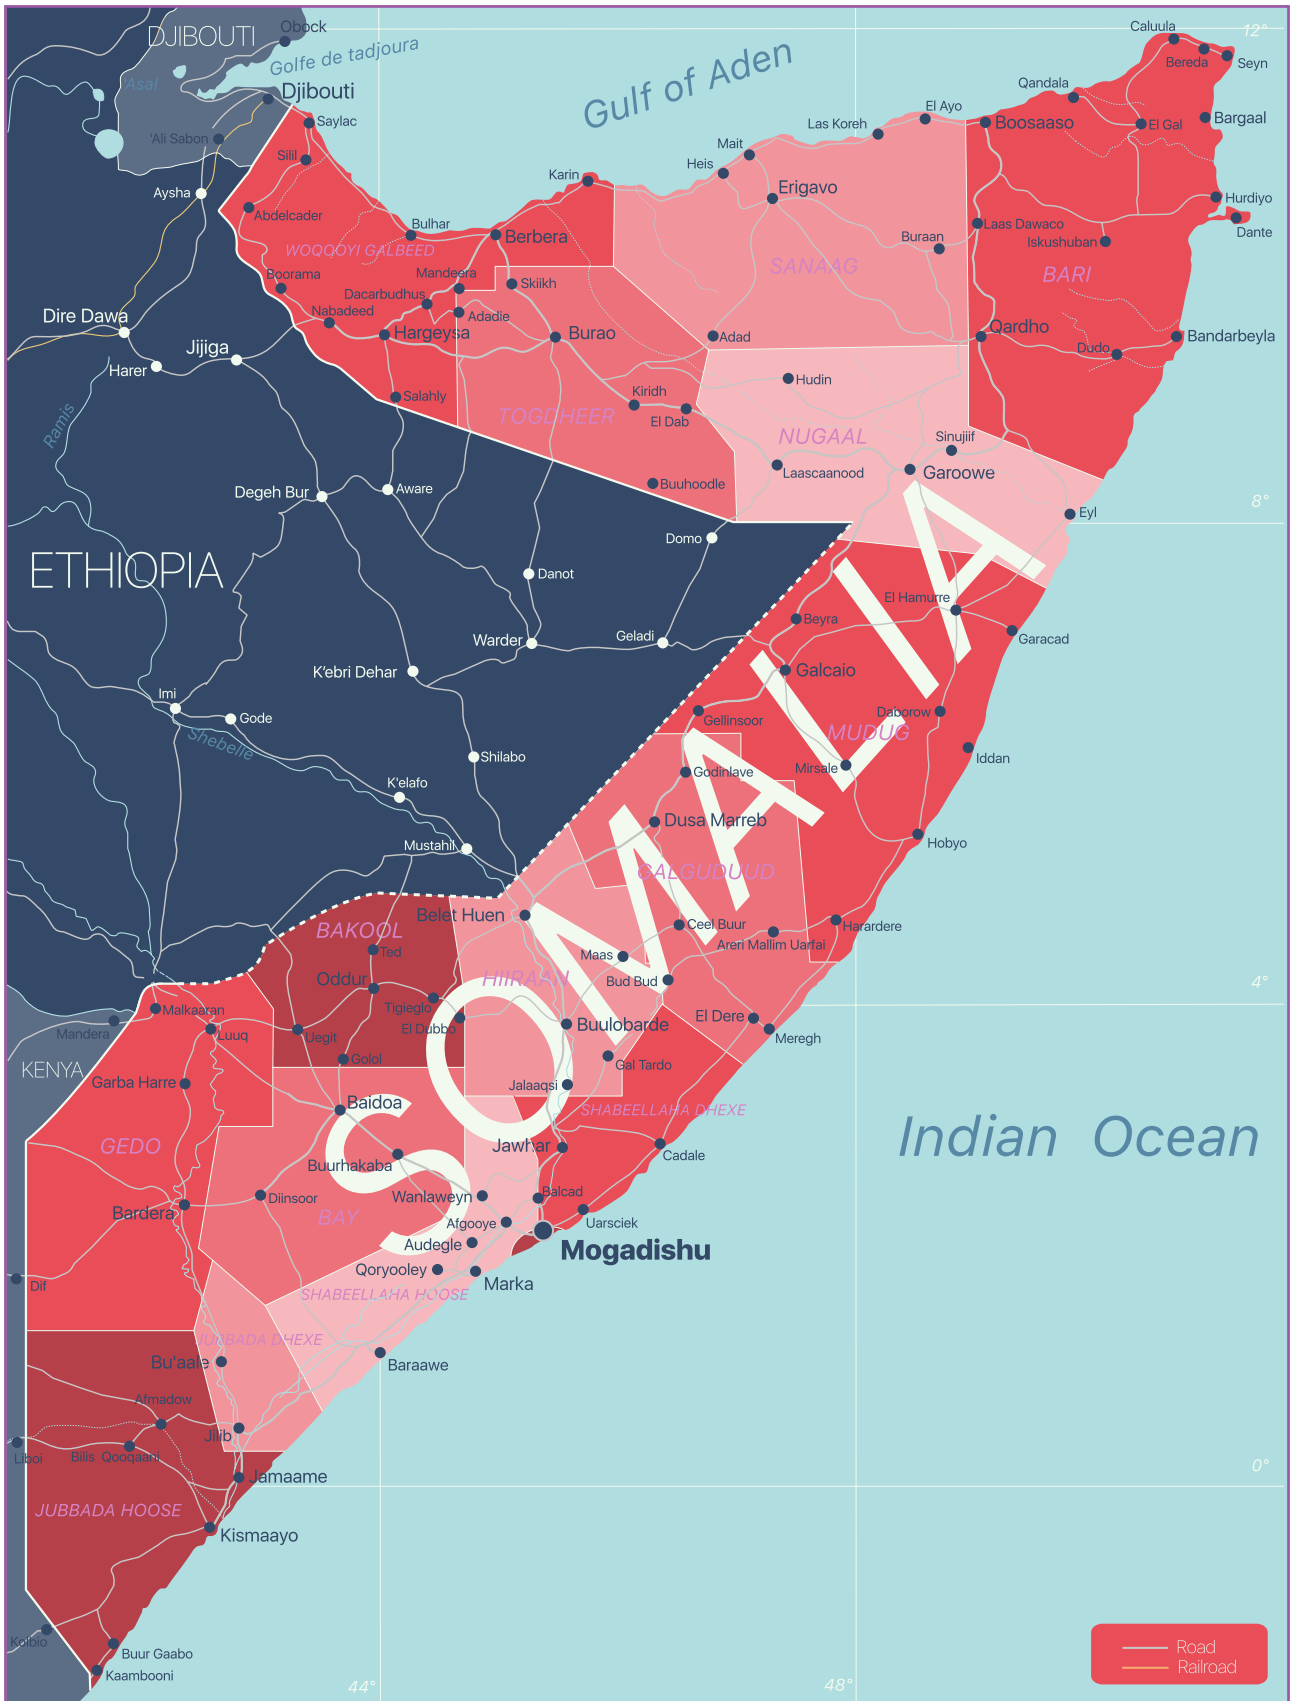 DJIBOUTI
Obock
Golfe de tadjoura
'Asal
Djibouti
'Ali Sabon
Gulf of Aden
Caluula
12°
Bereda
Seyn
Qandala
El Ayo
Las Koreh
Boosaaso
El Gal
Bargaal
Saylac
Silil
Mait
Heis
Karin
Erigavo
Aysha
Abdelcader
Hurdiyo
Dante
Bulhar
Berbera
Buraan
Laas Dawaco
Iskushuban
WOQOOYI GALBEED
SANAAG
BARI
Boorama
Mandeera
Skiikh
Dacarbudhus
Nabadeed
Adadie
Dire Dawa
Hargeysa
Burao
Adad
Qardho
Bandarbeyla
Dudo
Jijiga
Harer
Hudin
Salahly
Kiridh
El Dab
TOGDHEER
NUGAAL
Ramis
Sinujiif
Laascaanood
Garoowe
Buuhoodle
Degeh Bur
Aware
8°
Eyl
Domo
ETHIOPIA
Danot
El Hamurre
Beyra
Garacad
Warder
Geladi
K'ebri Dehar
Galcaio
Imi
Gode
Gellinsoor
Daborow
MUDUG
Shebelle
Iddan
Shilabo
Godinlave
Mirsale
K'elafo
Dusa Marreb
Hobyo
Mustahil
GALGUDUUD
SOMALIA
Belet Huen
BAKOOL
Ted
Ceel Buur
Harardere
Areri Mallim Uarfai
Maas
Oddur
HIIRAAN
Bud Bud
4°
Tigieglo
Malkaaran
El Dubbo
El Dere
Mandera
Luuq
Uegit
Buulobarde
Meregh
Golol
Gal Tardo
KENYA
Garba Harre
Jalaaqsi
Baidoa
SHABEELLAHA DHEXE
Indian Ocean
GEDO
Jawhar
Cadale
Buurhakaba
Diinsoor
Wanlaweyn
Balcad
Bardera
BAY
Afgooye
Uarsciek
Audegle
Mogadishu
Qoryooley
Marka
Dif
SHABEELLAHA HOOSE
JUBBADA DHEXE
Bu'aale
Baraawe
Afmadow
Jilib
Liboi
Bilis Qooqaani
0°
Jamaame
JUBBADA HOOSE
Kismaayo
Kolbio
Buur Gaabo
Kaambooni
Road
Railroad
44°
48°